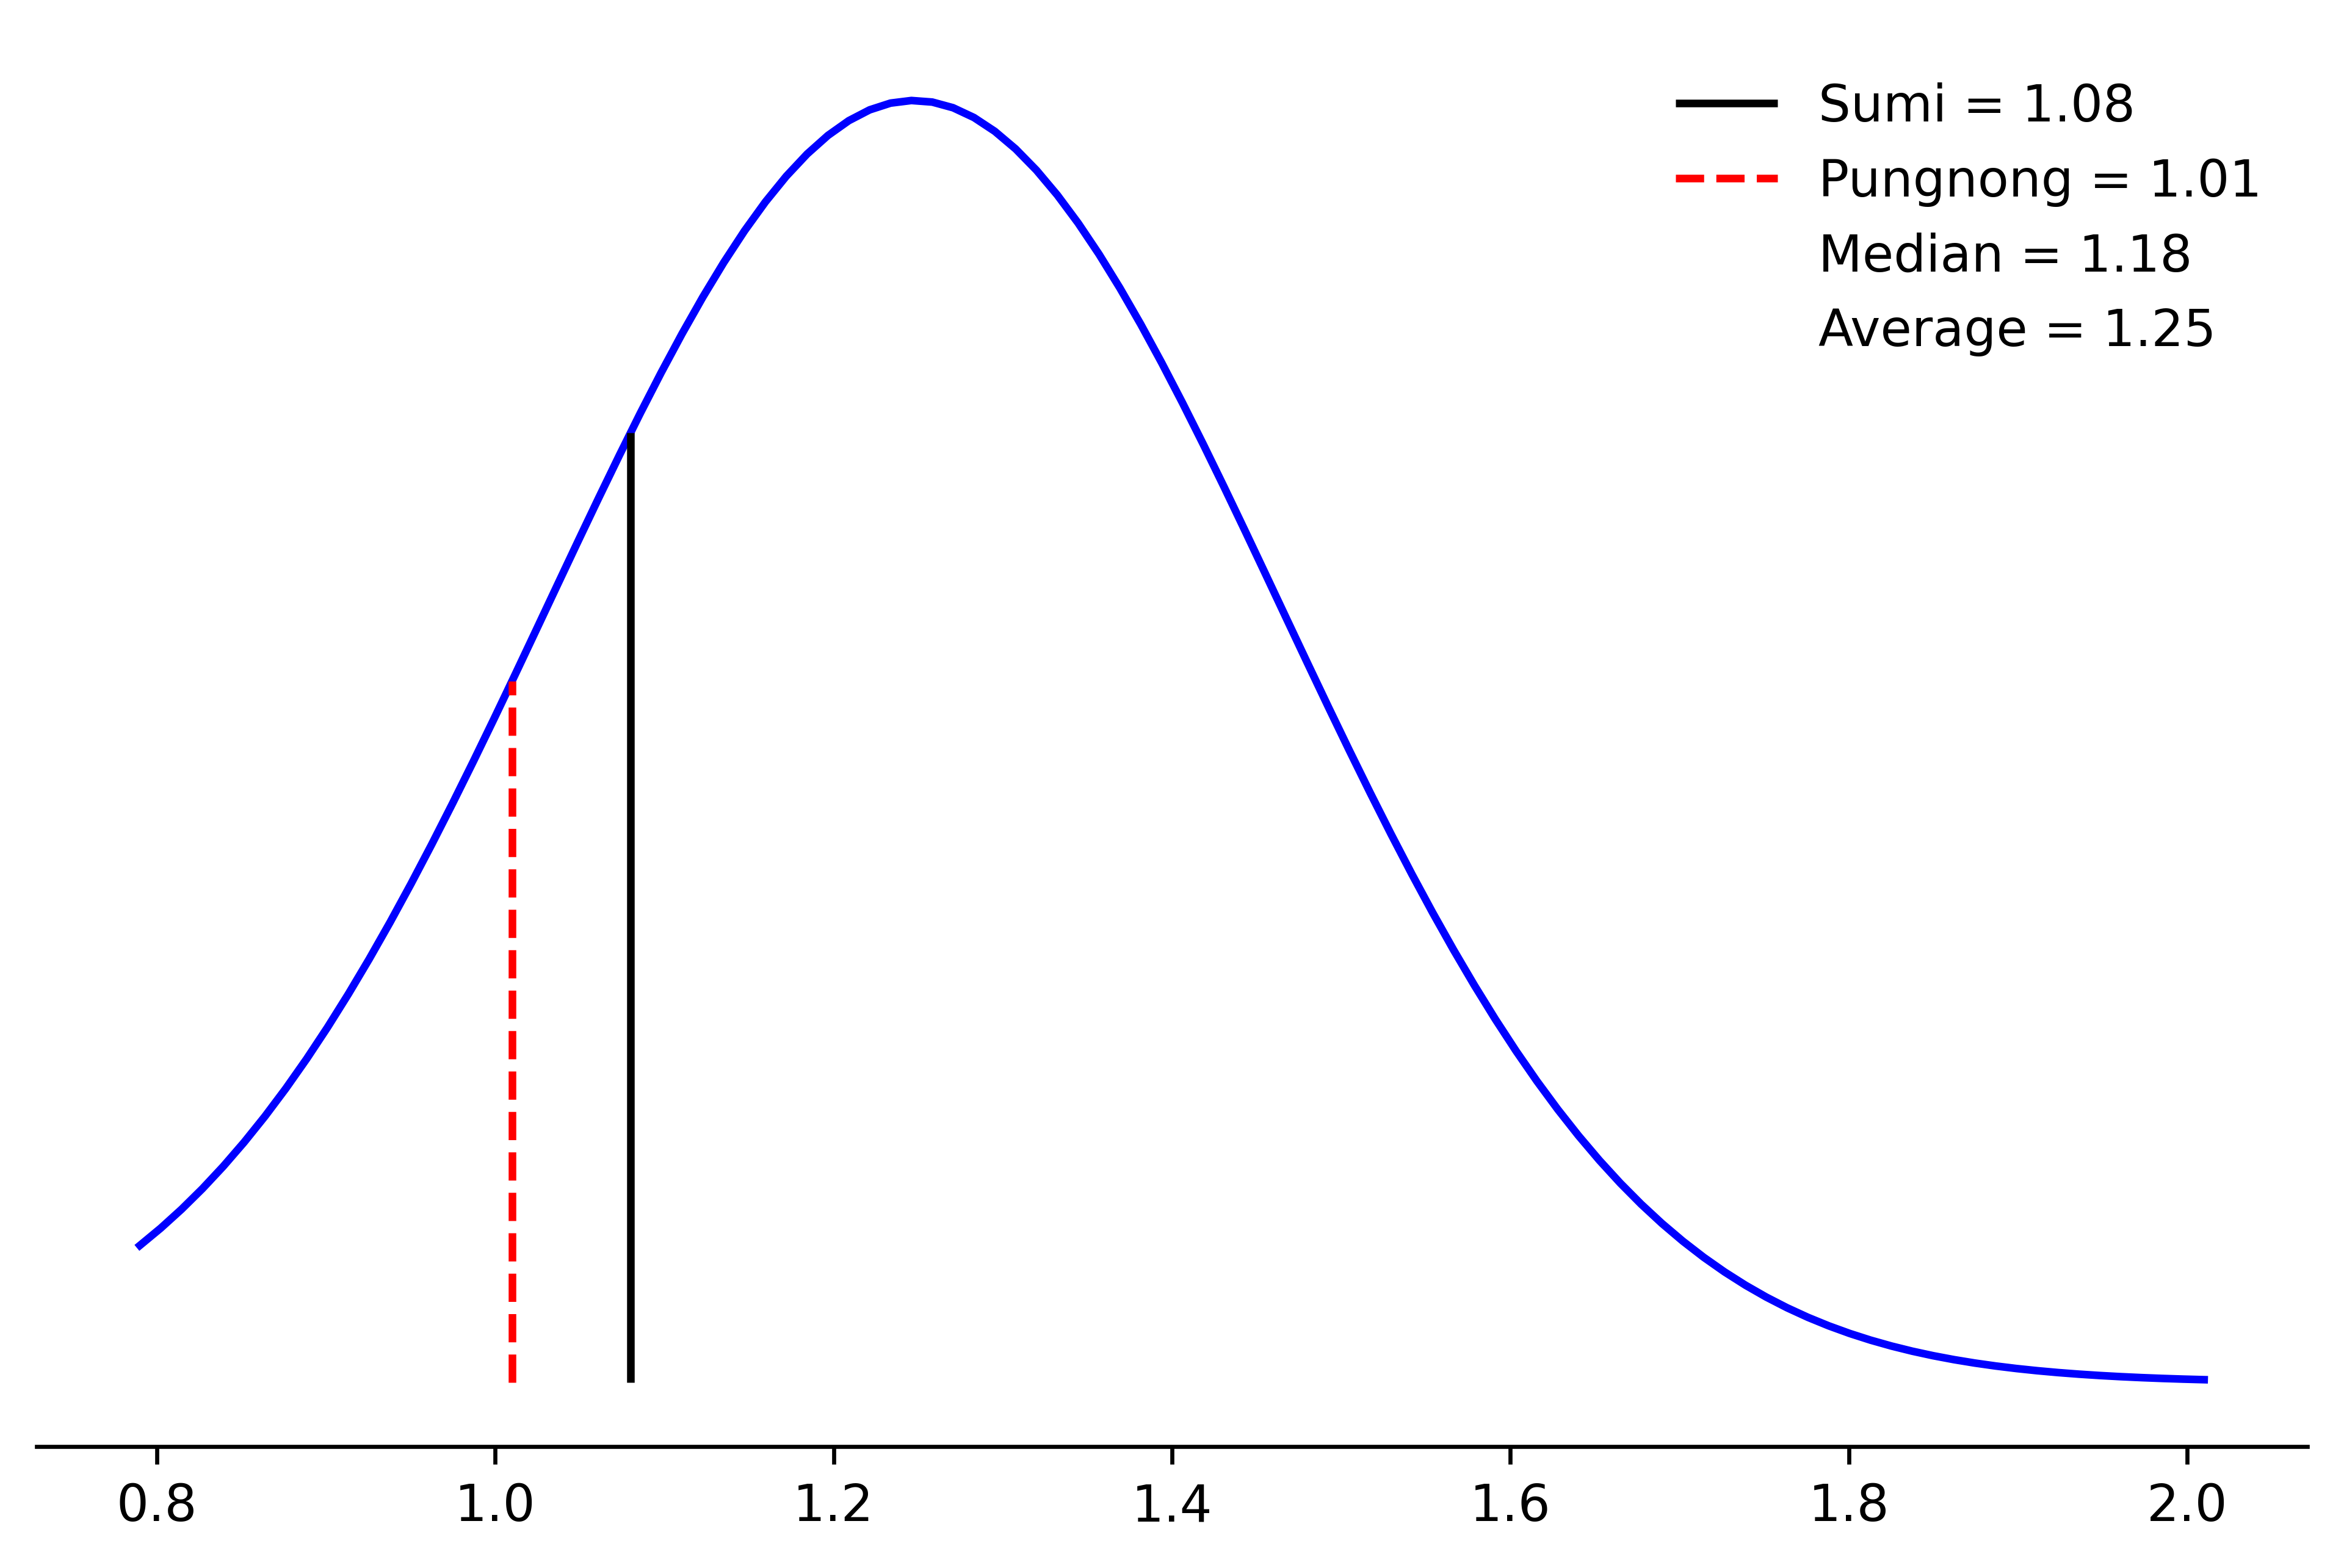 Sumi = 1.08
Pungnong = 1.01
Median = 1.18
Average = 1.25
0.8 1.0 1.2 1.4 1.6 1.8 2.0